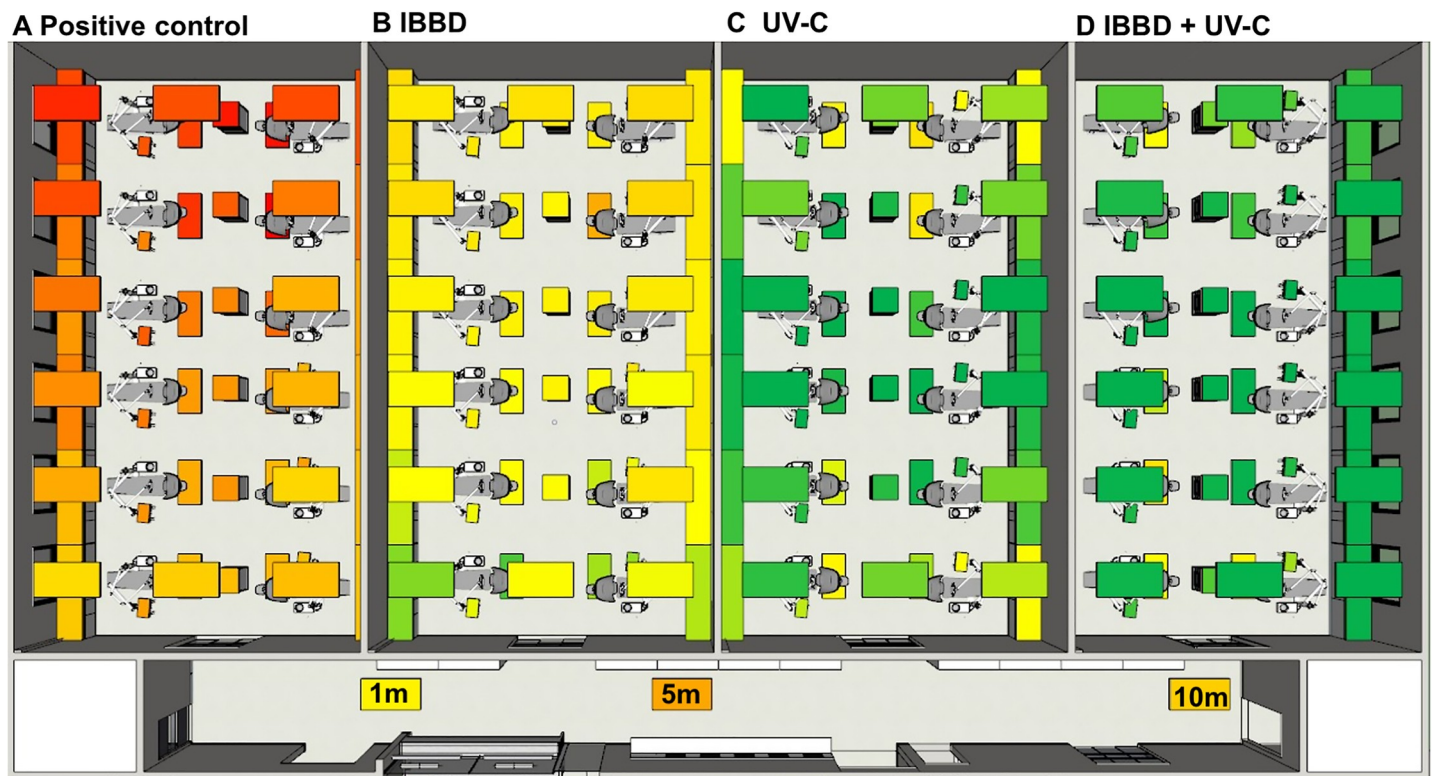 A Positive control
B IBBD
C UV-C
D IBBD + UV-C
1m
5m
10m